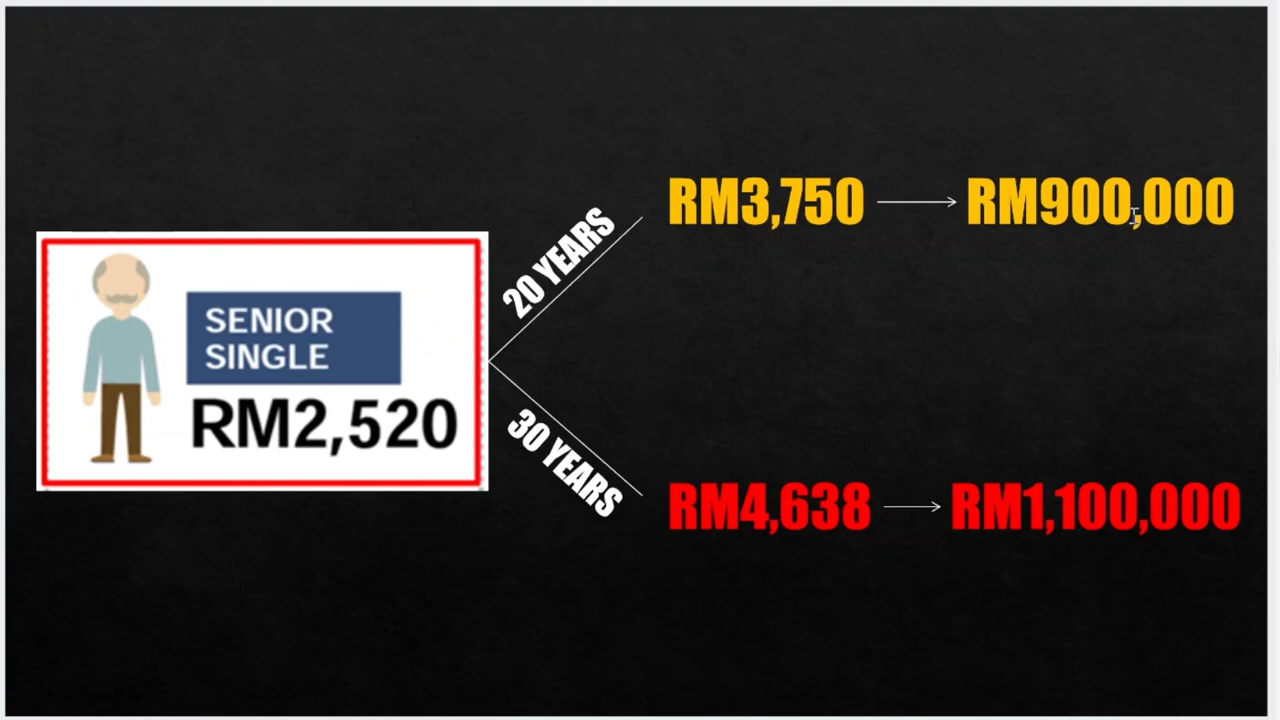 SENIOR
SINGLE
RM2,520
20 YEARS
RM3,750
RM900,000
30 YEARS
RM4,638
RM1,100,000